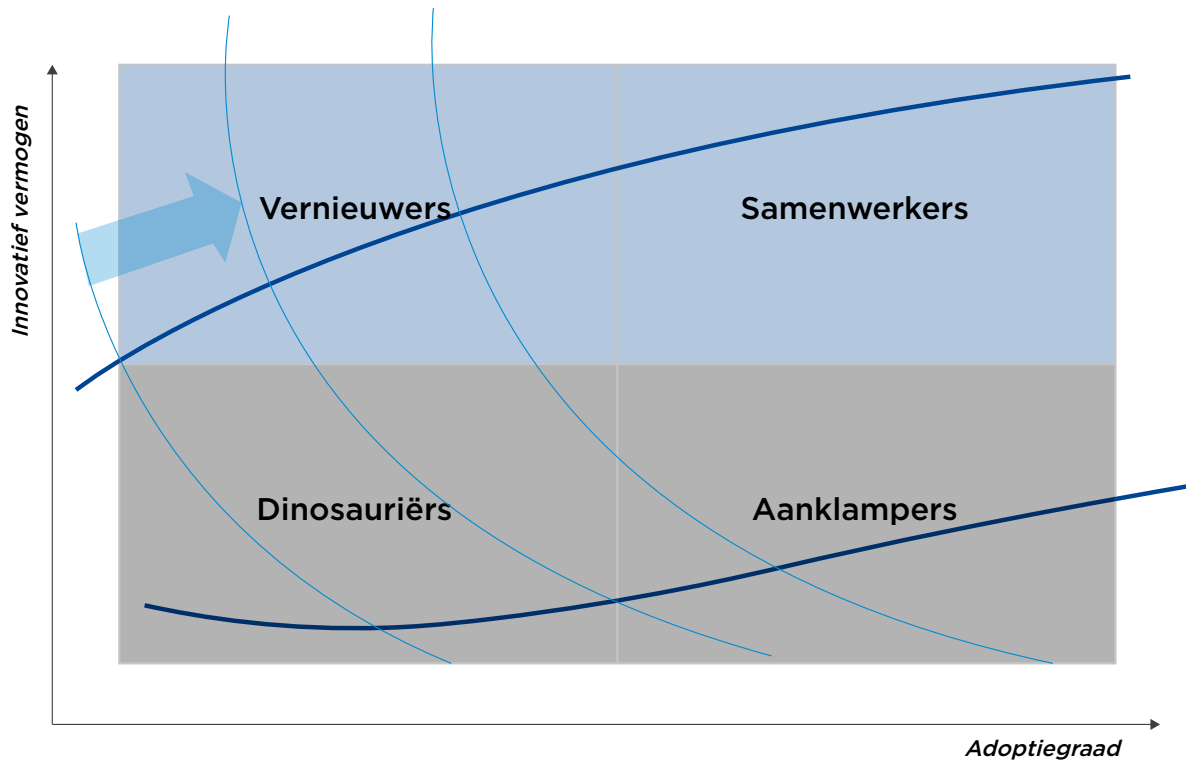 Innovatief vermogen
Vernieuwers
Samenwerkers
Dinosauriërs
Aanklampers
Adoptiegraad